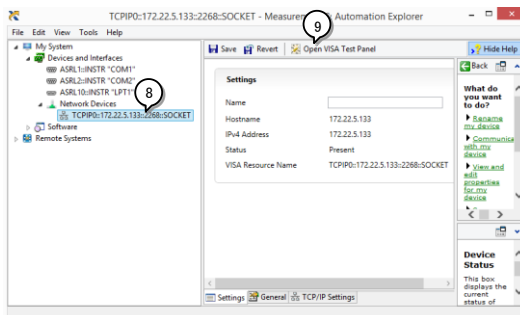 TCPIP0::172.22.5.133::2268::SOCKET - Measurem Automation Explorer
9
File Edit View Tools Help
My System
Devices and Interfaces
ASRL1::INSTR "COM1"
ASRL2::INSTR "COM2"
ASRL10::INSTR "LPT1"
8
Network Devices
TCPIP0::172.22.5.133::2268::SOCKET
Software
Remote Systems
Save Revert Open VISA Test Panel Hide Help
Settings
Name
Hostname 172.22.5.133
IPv4 Address 172.22.5.133
Status Present
VISA Resource Name TCPIP0::172.22.5.133::2268::SOCKET
Settings General TCP/IP Settings
Back
What do
you want
to do?
Rename
my device
Communica
with my
device
View and
edit
properties
for my
device
Device
Status
This box
displays the
current
status of